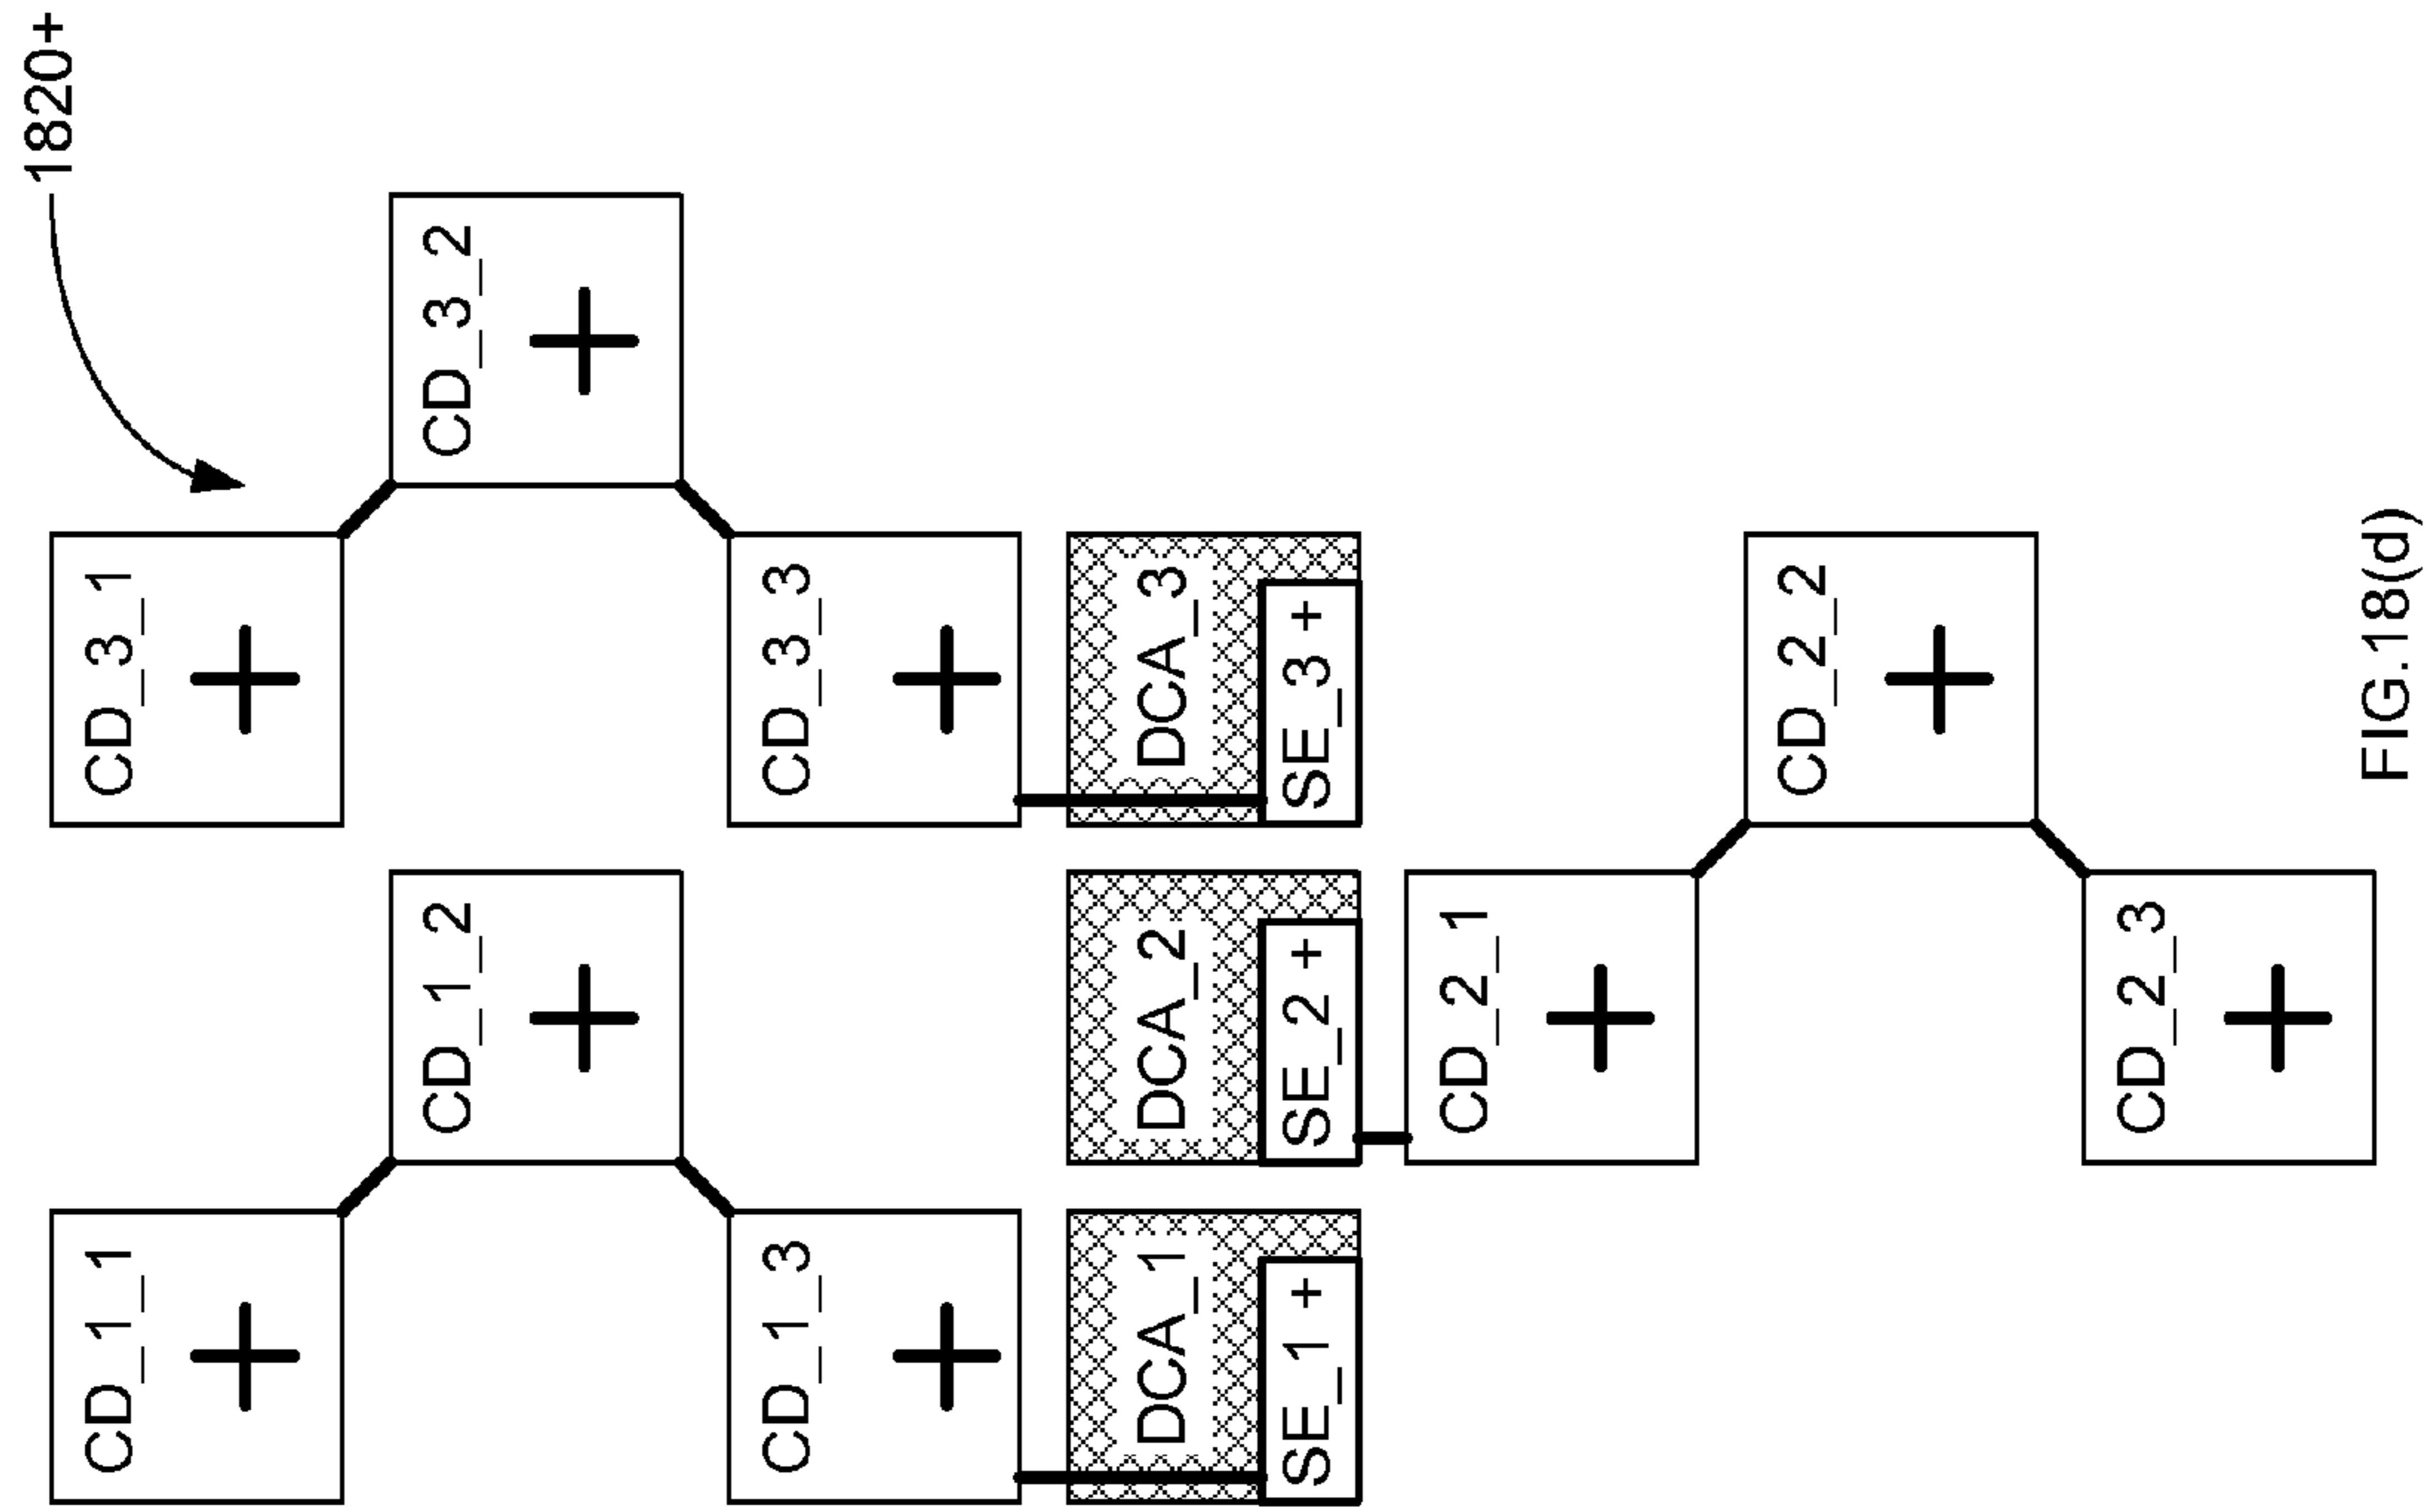 1820+
CD_1_1
+
CD_3_1
+
CD_1_2
+
CD_3_2
+
CD_1_3
+
CD_3_3
+
DCA_1
DCA_2
DCA_3
SE_1 +
SE_2 +
SE_3 +
CD_2_1
+
CD_2_2
+
CD_2_3
+
FIG.18(d)